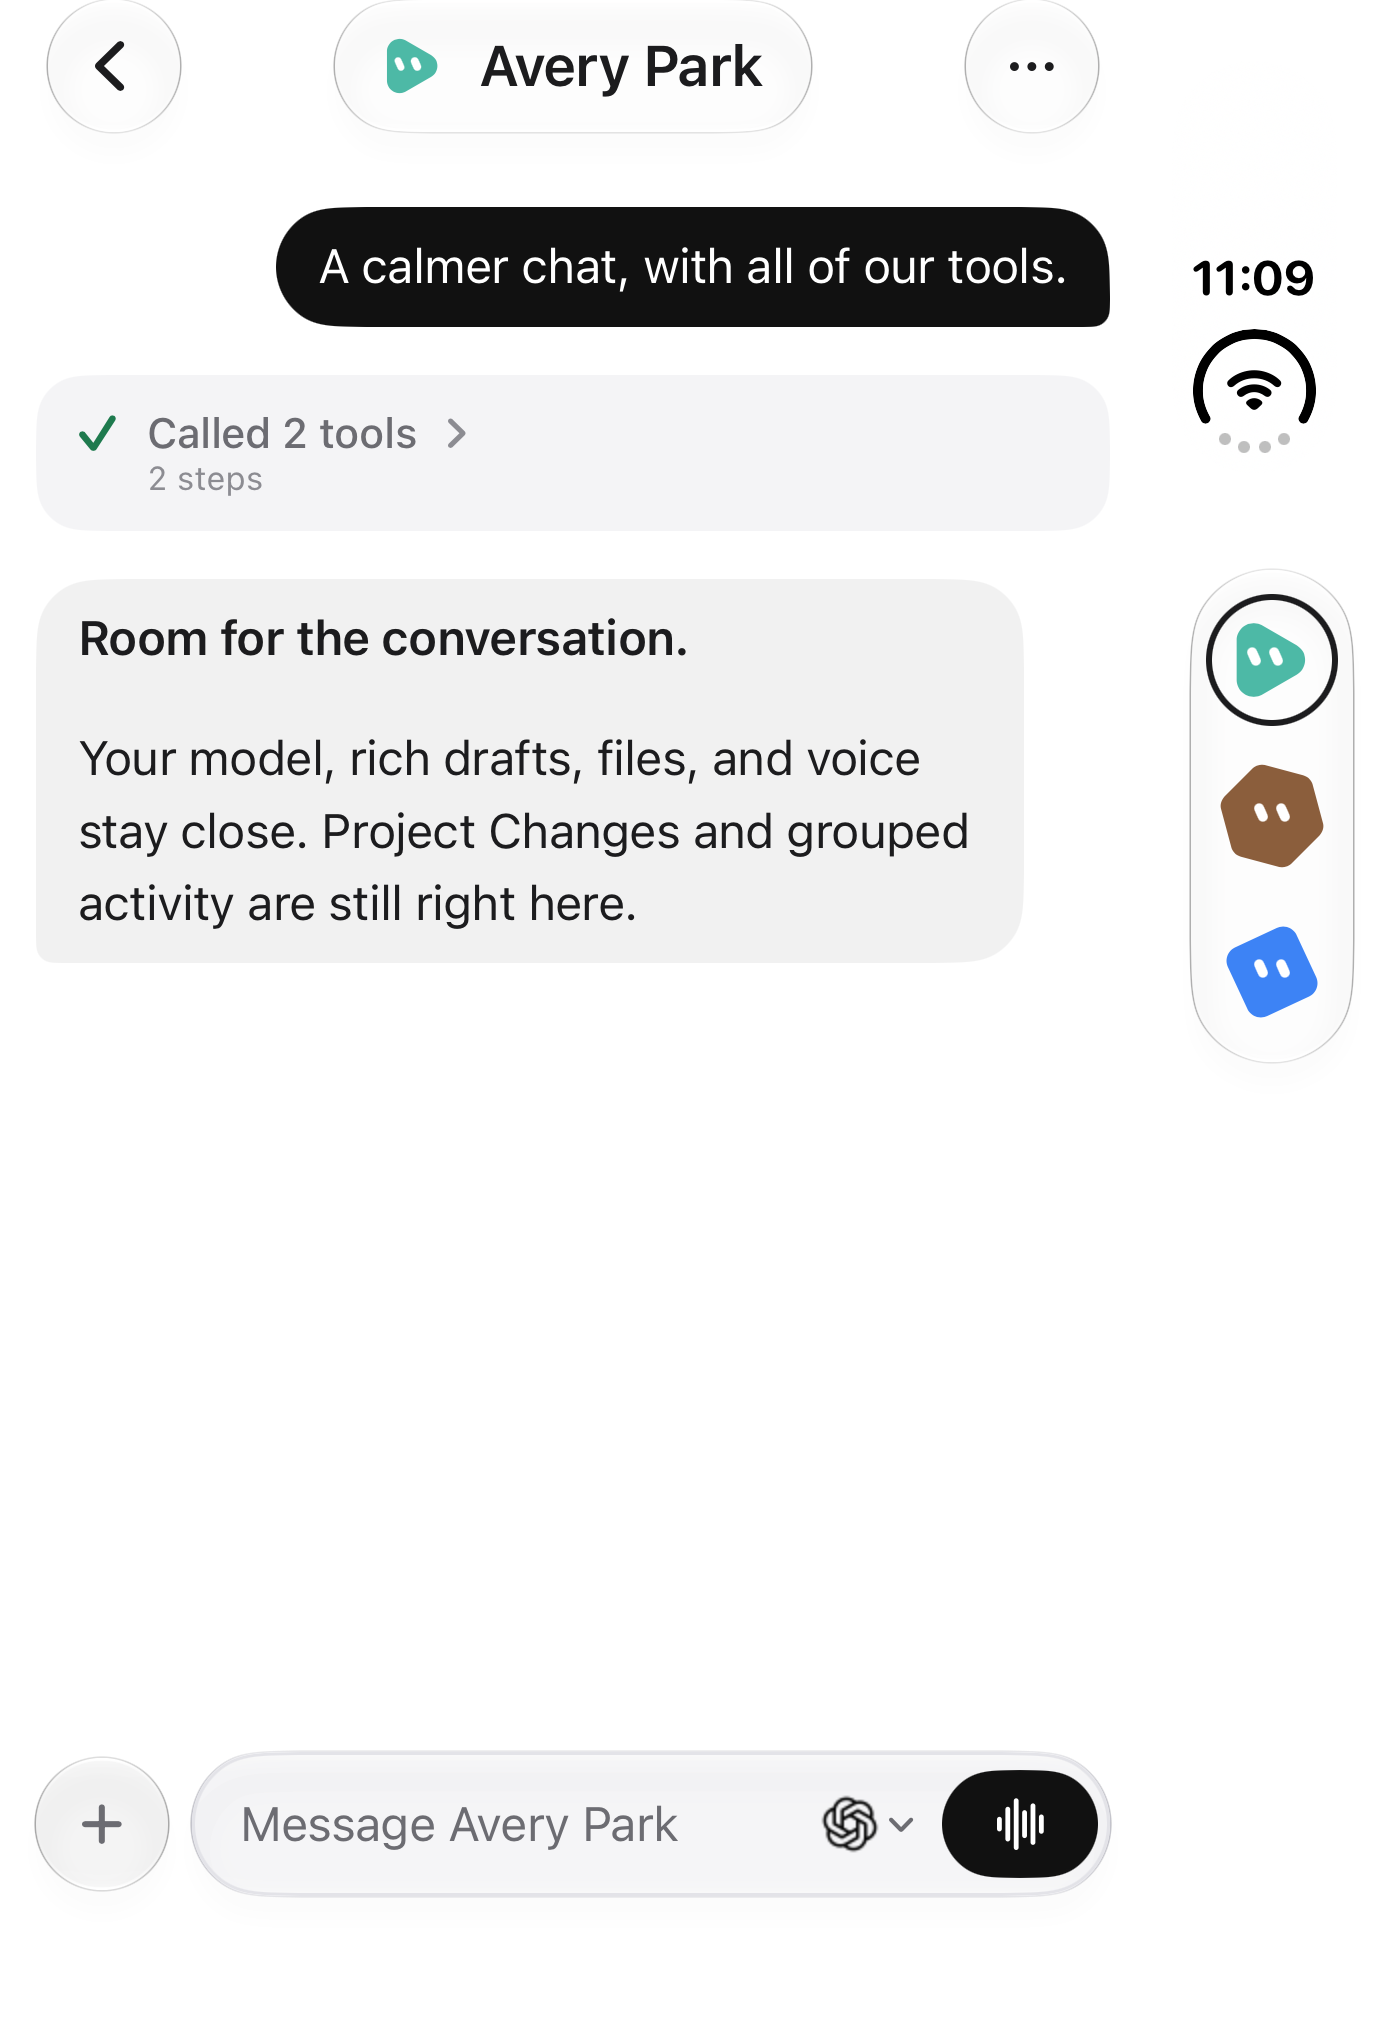 Avery Park
A calmer chat, with all of our tools.
11:09
Called 2 tools
2 steps
Room for the conversation.
Your model, rich drafts, files, and voice
stay close. Project Changes and grouped
activity are still right here.
Message Avery Park